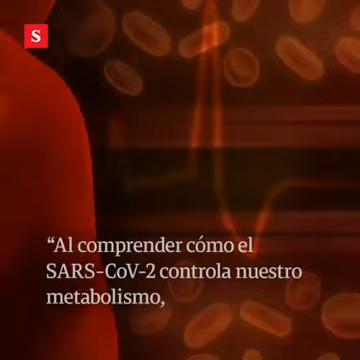 S
“Al comprender cómo el
SARS-CoV-2 controla nuestro
metabolismo,